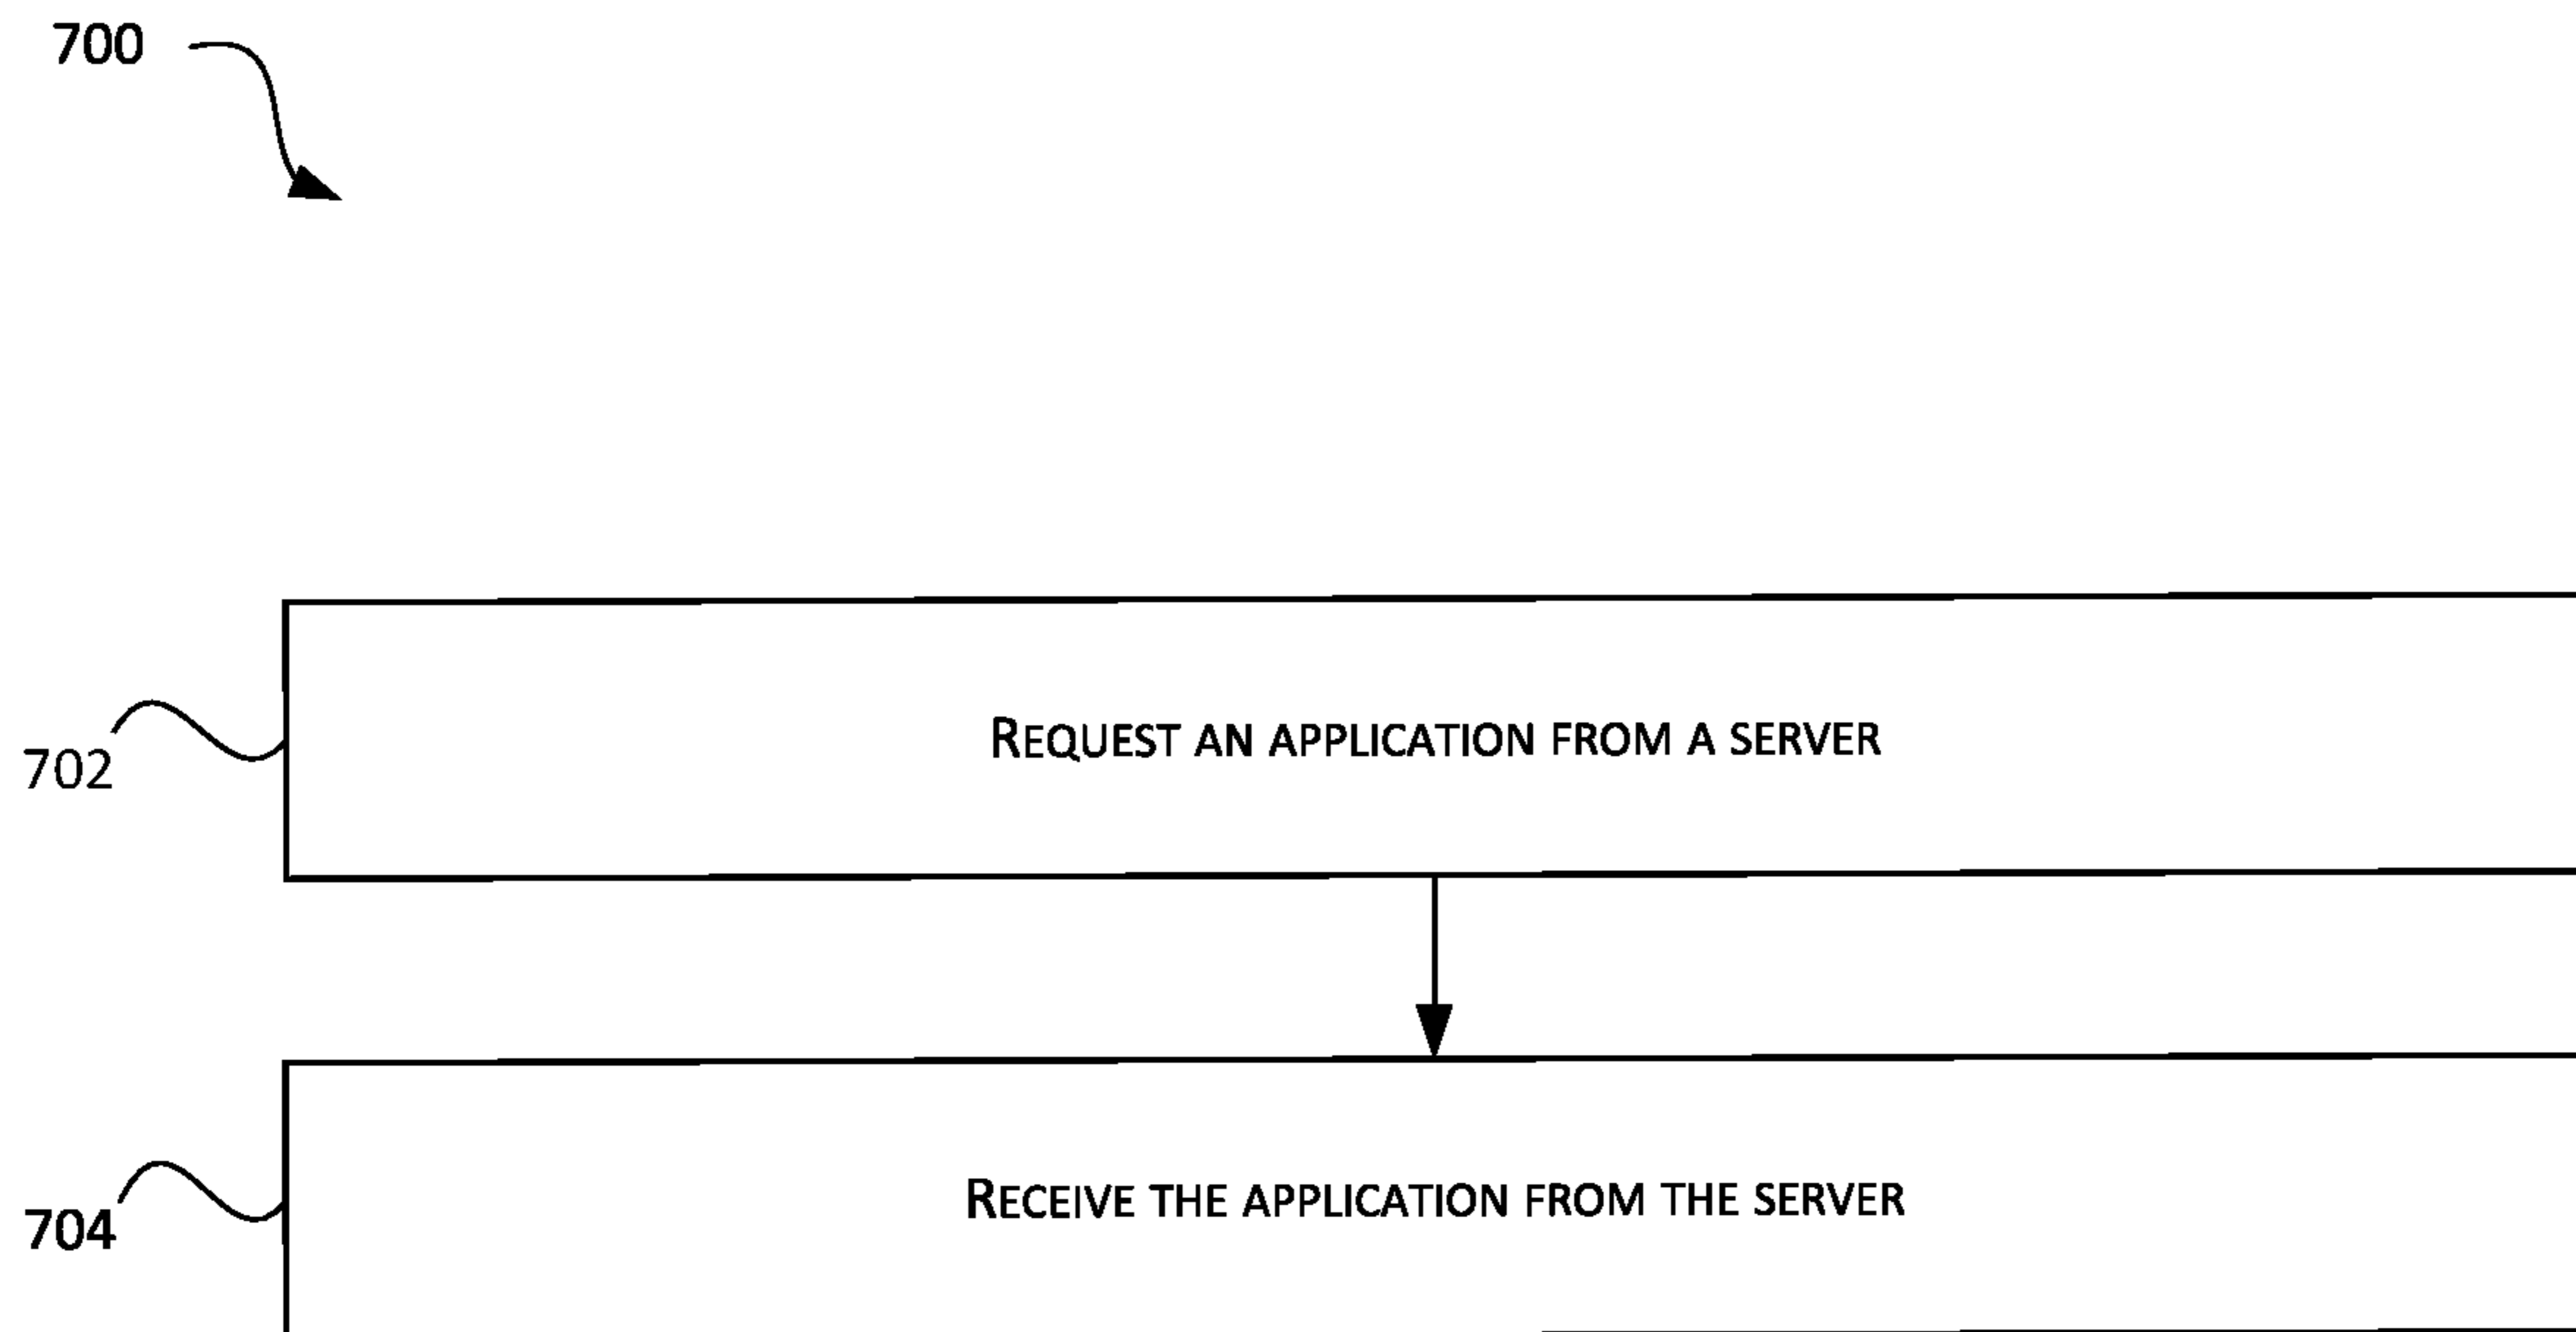 700
REQUEST AN APPLICATION FROM A SERVER
702
RECEIVE THE APPLICATION FROM THE SERVER
704